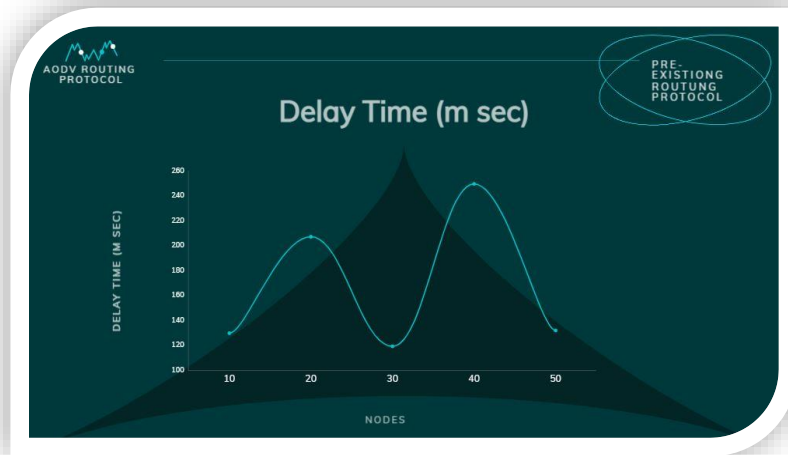 AODV ROUTING
PROTOCOL
PRE-
EXISTIONG
ROUTUNG
PROTOCOL
Delay Time (m sec)
DELAY TIME (M SEC)
260
240
220
200
180
160
140
120
100
10 20 30 40 50
NODES